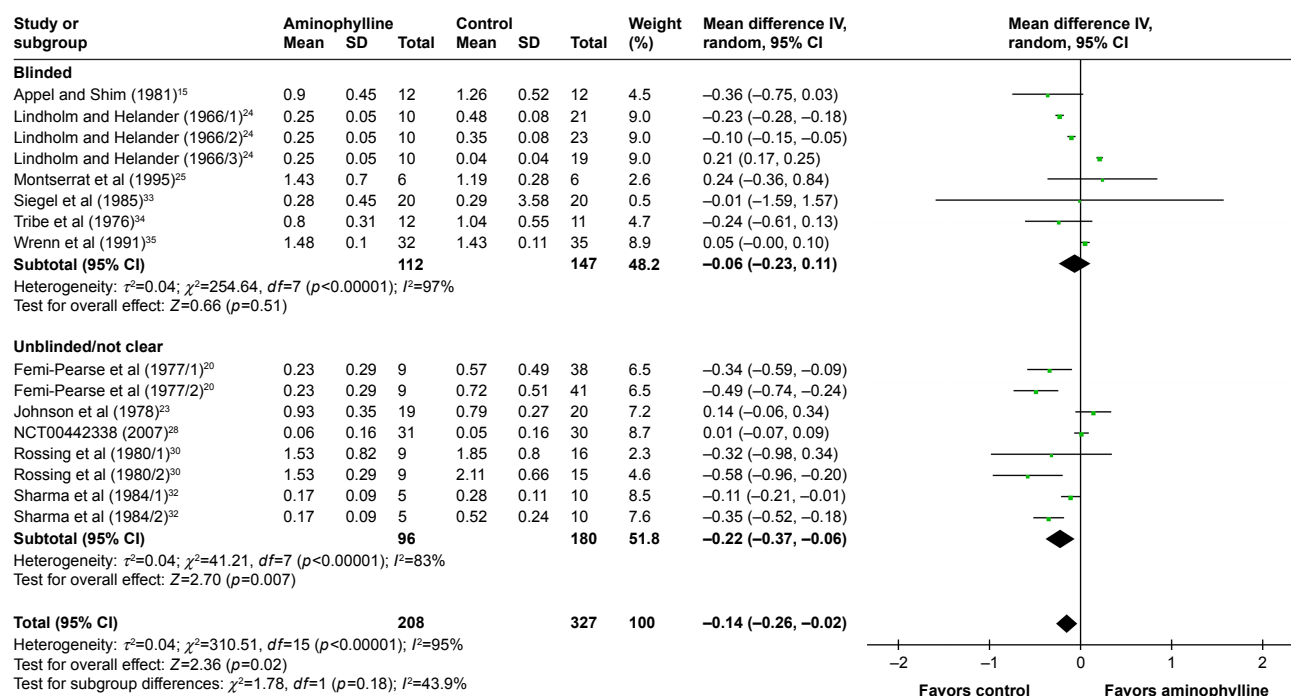 Study or subgroup Aminophylline Control Weight (%) Mean difference IV, random, 95% CI Mean difference IV, random, 95% CI
Mean SD Total Mean SD Total
Blinded
Appel and Shim (1981)15 0.9 0.45 12 1.26 0.52 12 4.5 –0.36 (–0.75, 0.03)
Lindholm and Helander (1966/1)24 0.25 0.05 10 0.48 0.08 21 9.0 –0.23 (–0.28, –0.18)
Lindholm and Helander (1966/2)24 0.25 0.05 10 0.35 0.08 23 9.0 –0.10 (–0.15, –0.05)
Lindholm and Helander (1966/3)24 0.25 0.05 10 0.04 0.04 19 9.0 0.21 (0.17, 0.25)
Montserrat et al (1995)25 1.43 0.7 6 1.19 0.28 6 2.6 0.24 (–0.36, 0.84)
Siegel et al (1985)33 0.28 0.45 20 0.29 3.58 20 0.5 –0.01 (–1.59, 1.57)
Tribe et al (1976)34 0.8 0.31 12 1.04 0.55 11 4.7 –0.24 (–0.61, 0.13)
Wrenn et al (1991)35 1.48 0.1 32 1.43 0.11 35 8.9 0.05 (–0.00, 0.10)
Subtotal (95% CI) 112 147 48.2 –0.06 (–0.23, 0.11)
Heterogeneity: τ²=0.04; χ²=254.64, df=7 (p<0.00001); I²=97%
Test for overall effect: Z=0.66 (p=0.51)
Unblinded/not clear
Femi-Pearse et al (1977/1)20 0.23 0.29 9 0.57 0.49 38 6.5 –0.34 (–0.59, –0.09)
Femi-Pearse et al (1977/2)20 0.23 0.29 9 0.72 0.51 41 6.5 –0.49 (–0.74, –0.24)
Johnson et al (1978)23 0.93 0.35 19 0.79 0.27 20 7.2 0.14 (–0.06, 0.34)
NCT00442338 (2007)28 0.06 0.16 31 0.05 0.16 30 8.7 0.01 (–0.07, 0.09)
Rossing et al (1980/1)30 1.53 0.82 9 1.85 0.8 16 2.3 –0.32 (–0.98, 0.34)
Rossing et al (1980/2)30 1.53 0.29 9 2.11 0.66 15 4.6 –0.58 (–0.96, –0.20)
Sharma et al (1984/1)32 0.17 0.09 5 0.28 0.11 10 8.5 –0.11 (–0.21, –0.01)
Sharma et al (1984/2)32 0.17 0.09 5 0.52 0.24 10 7.6 –0.35 (–0.52, –0.18)
Subtotal (95% CI) 96 180 51.8 –0.22 (–0.37, –0.06)
Heterogeneity: τ²=0.04; χ²=41.21, df=7 (p<0.00001); I²=83%
Test for overall effect: Z=2.70 (p=0.007)
Total (95% CI) 208 327 100 –0.14 (–0.26, –0.02)
Heterogeneity: τ²=0.04; χ²=310.51, df=15 (p<0.00001); I²=95%
Test for overall effect: Z=2.36 (p=0.02)
Test for subgroup differences: χ²=1.78, df=1 (p=0.18); I²=43.9%
–2 –1 0 1 2
Favors control Favors aminophylline